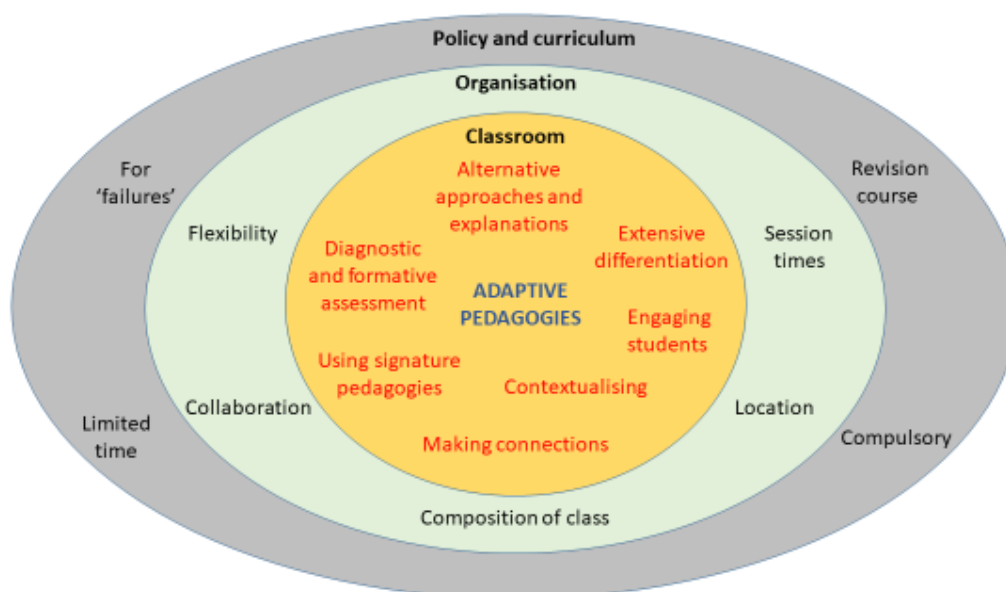 Policy and curriculum
Organisation
Classroom
For
‘failures’
Revision
course
Flexibility
Session
times
Alternative
approaches and
explanations
Diagnostic
and formative
assessment
Extensive
differentiation
ADAPTIVE
PEDAGOGIES
Engaging
students
Using signature
pedagogies
Contextualising
Making connections
Collaboration
Location
Limited
time
Compulsory
Composition of class